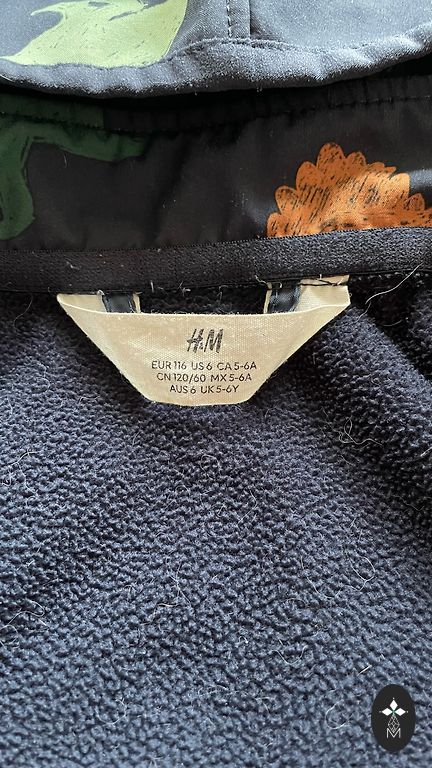 H&M
EUR 116 US 6 CA 5-6A
CN 120/60 MX 5-6A
AUS 6 UK 5-6Y
M